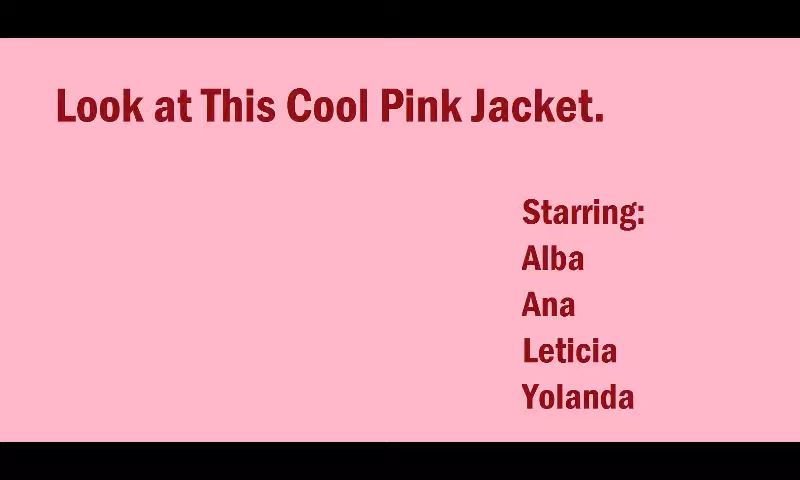 Look at This Cool Pink Jacket.
Starring:
Alba
Ana
Leticia
Yolanda